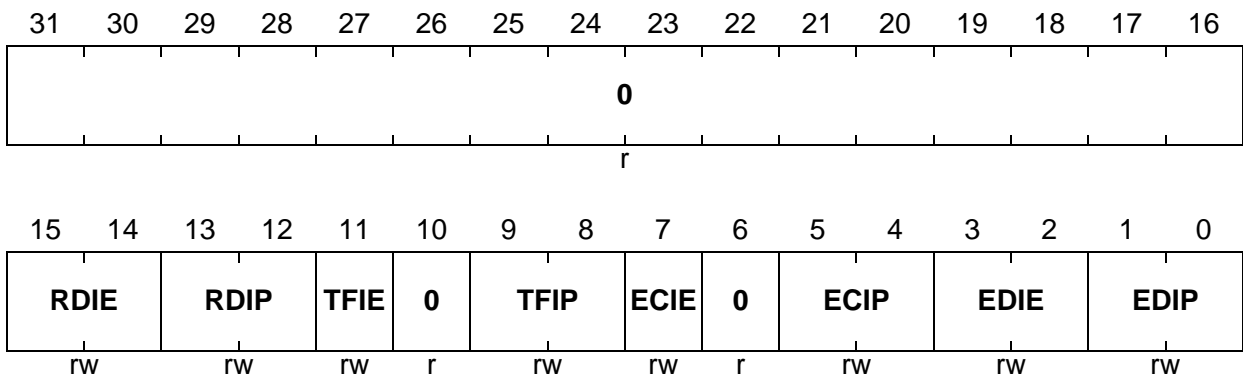 31 30 29 28 27 26 25 24 23 22 21 20 19 18 17 16
0
r
15 14 13 12 11 10 9 8 7 6 5 4 3 2 1 0
RDIE RDIP TFIE 0 TFIP ECIE 0 ECIP EDIE EDIP
rw rw rw r rw rw r rw rw rw